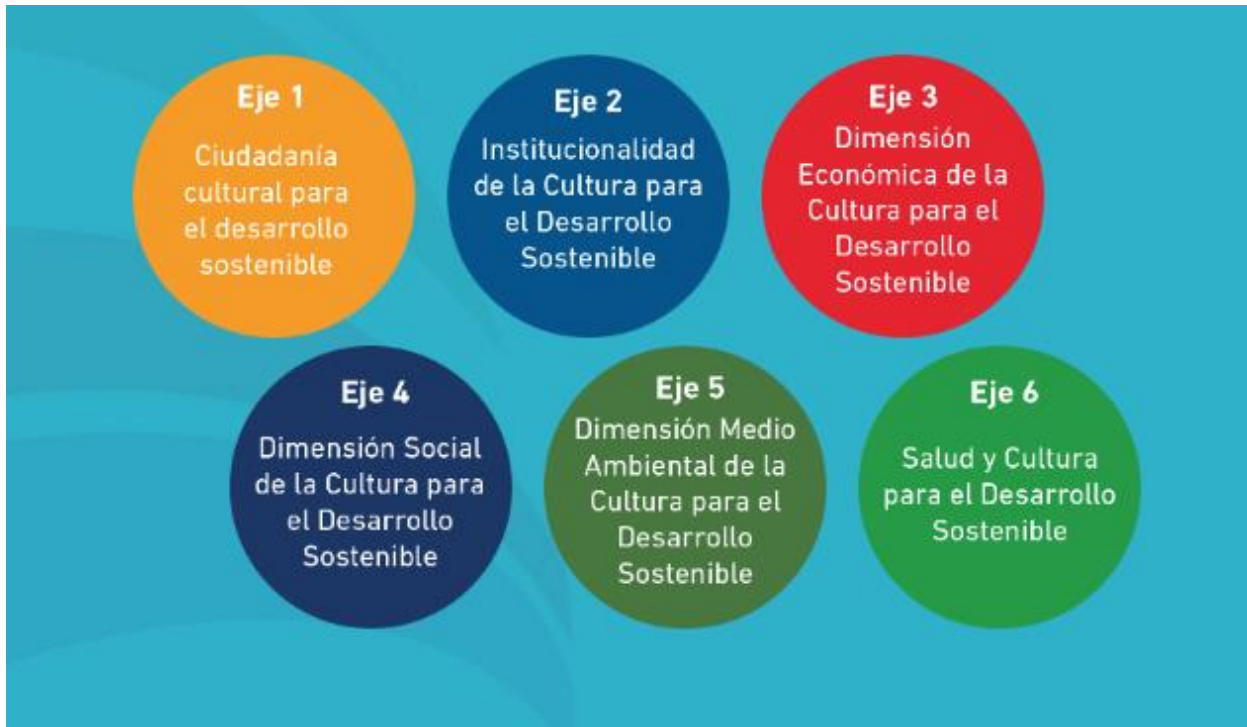 Eje 1
Ciudadanía
cultural para
el desarrollo
sostenible
Eje 2
Institucionalidad
de la Cultura para
el Desarrollo
Sostenible
Eje 3
Dimensión
Económica de la
Cultura para el
Desarrollo
Sostenible
Eje 4
Dimensión Social
de la Cultura para
el Desarrollo
Sostenible
Eje 5
Dimensión Medio
Ambiental de la
Cultura para el
Desarrollo
Sostenible
Eje 6
Salud y Cultura
para el Desarrollo
Sostenible